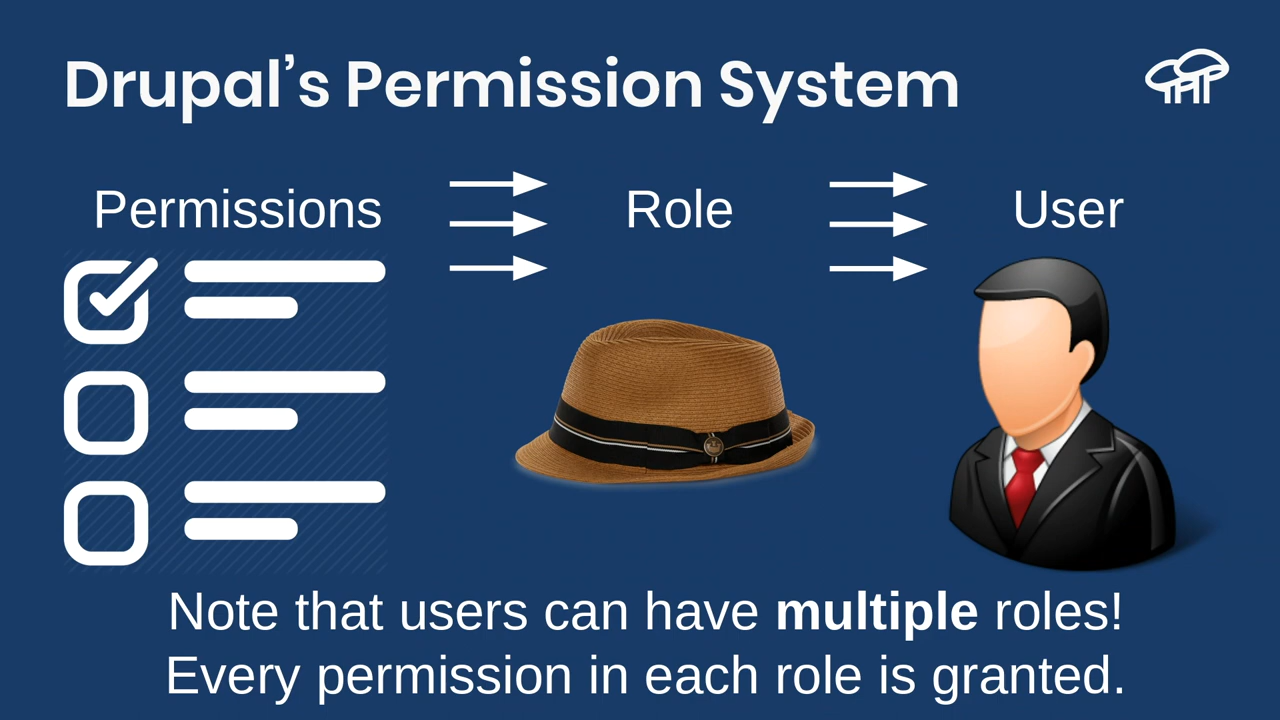 Drupal’s Permission System
Permissions
Role
User
Note that users can have multiple roles!
Every permission in each role is granted.